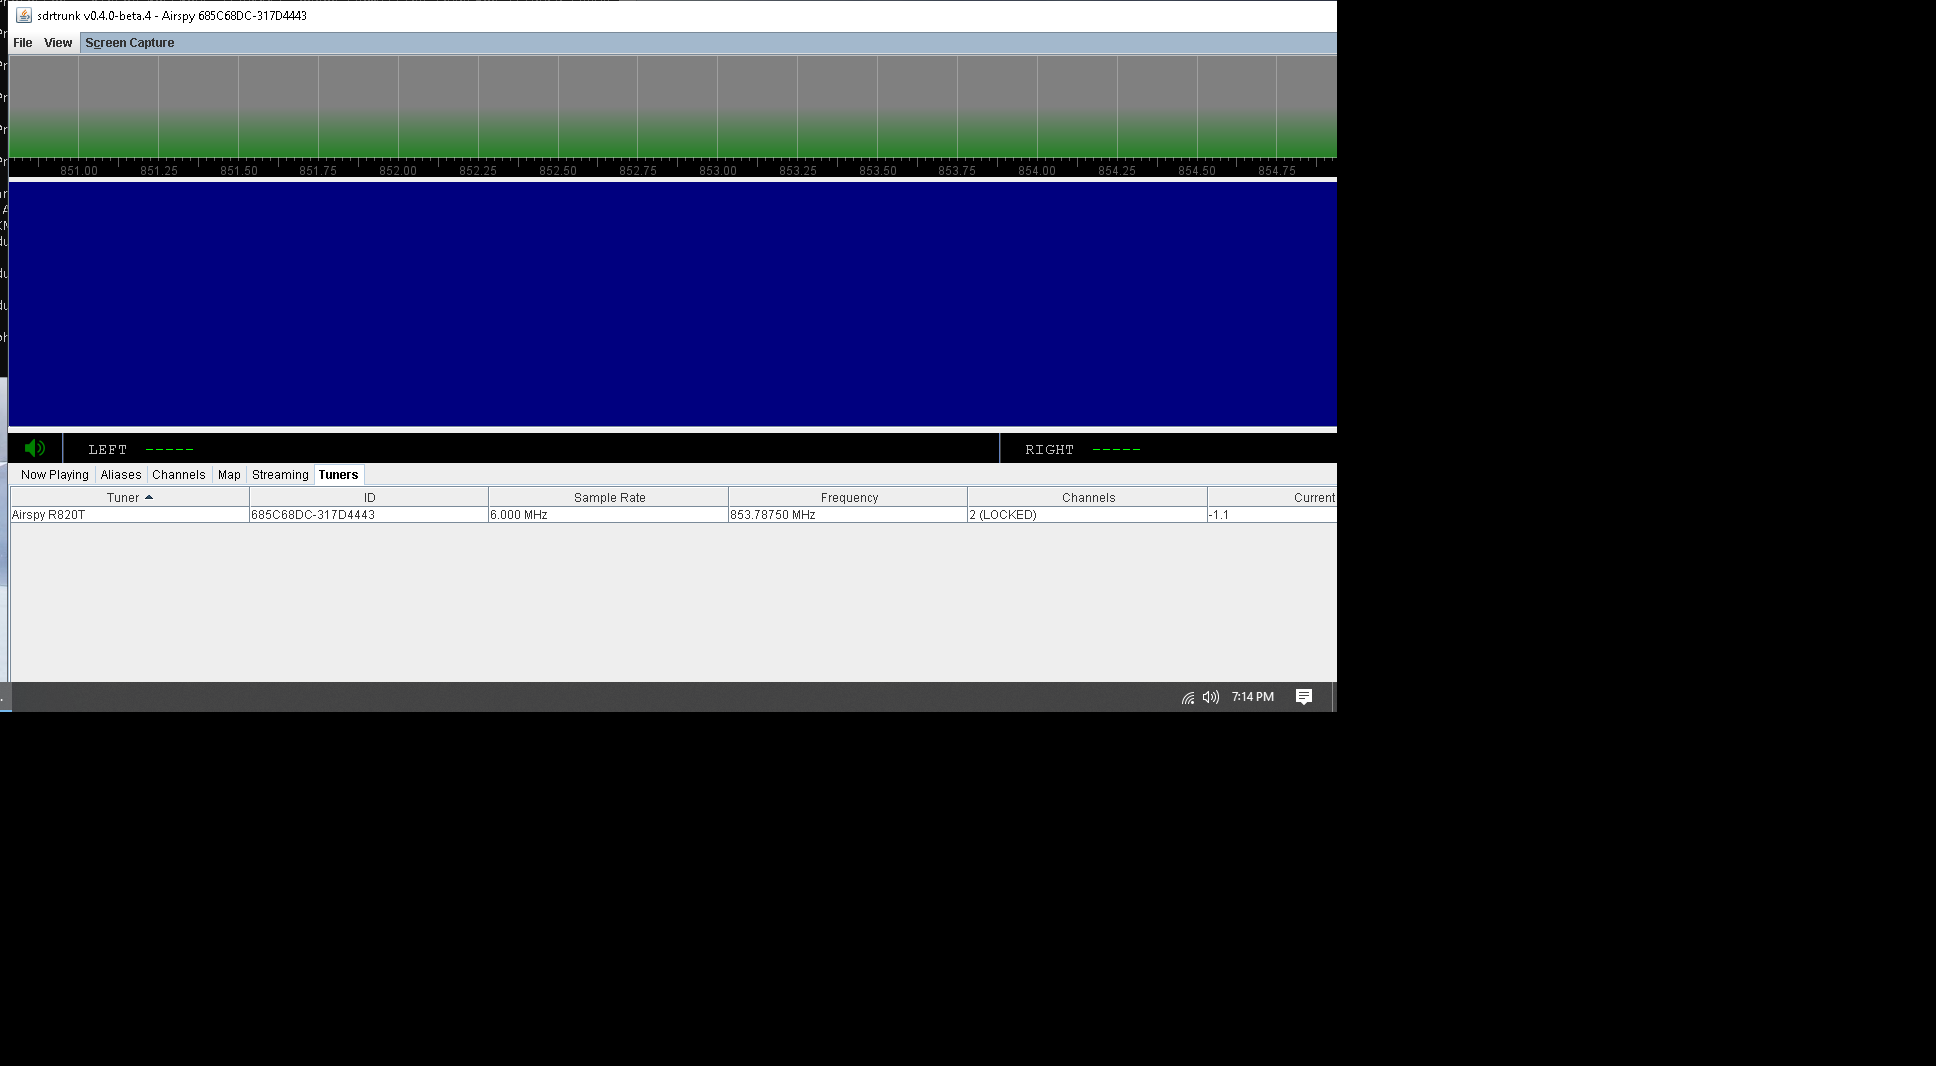 sdrtrunk v0.4.0-beta.4 - Airspy 685C68DC-317D4443
File View Screen Capture
851.00 851.25 851.50 851.75 852.00 852.25 852.50 852.75 853.00 853.25 853.50 853.75 854.00 854.25 854.50 854.75
LEFT ----- RIGHT -----
Now Playing Aliases Channels Map Streaming Tuners
Tuner ID Sample Rate Frequency Channels Current
Airspy R820T 685C68DC-317D4443 6.000 MHz 853.78750 MHz 2 (LOCKED) -1.1
7:14 PM